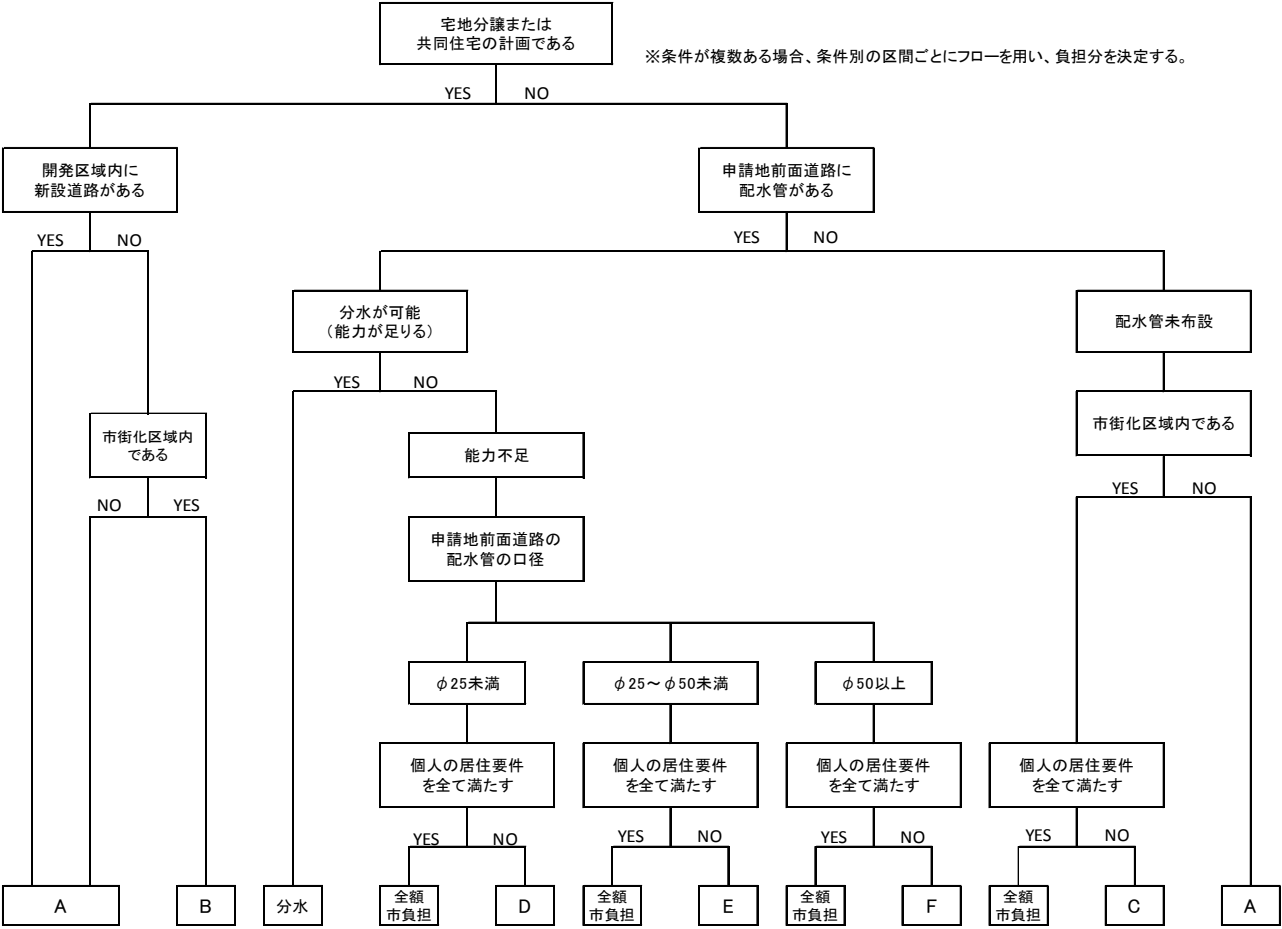 宅地分譲または
共同住宅の計画である
※条件が複数ある場合、条件別の区間ごとにフローを用い、負担分を決定する。
YES
NO
開発区域内に
新設道路がある
申請地前面道路に
配水管がある
YES
NO
YES
NO
分水が可能
（能力が足りる）
配水管未布設
YES
NO
市街化区域内
である
能力不足
市街化区域内である
NO
YES
YES
NO
申請地前面道路の
配水管の口径
φ25未満
φ25～φ50未満
φ50以上
個人の居住要件
を全て満たす
個人の居住要件
を全て満たす
個人の居住要件
を全て満たす
個人の居住要件
を全て満たす
YES
NO
YES
NO
YES
NO
YES
NO
A
B
分水
全額
市負担
D
全額
市負担
E
全額
市負担
F
全額
市負担
C
A